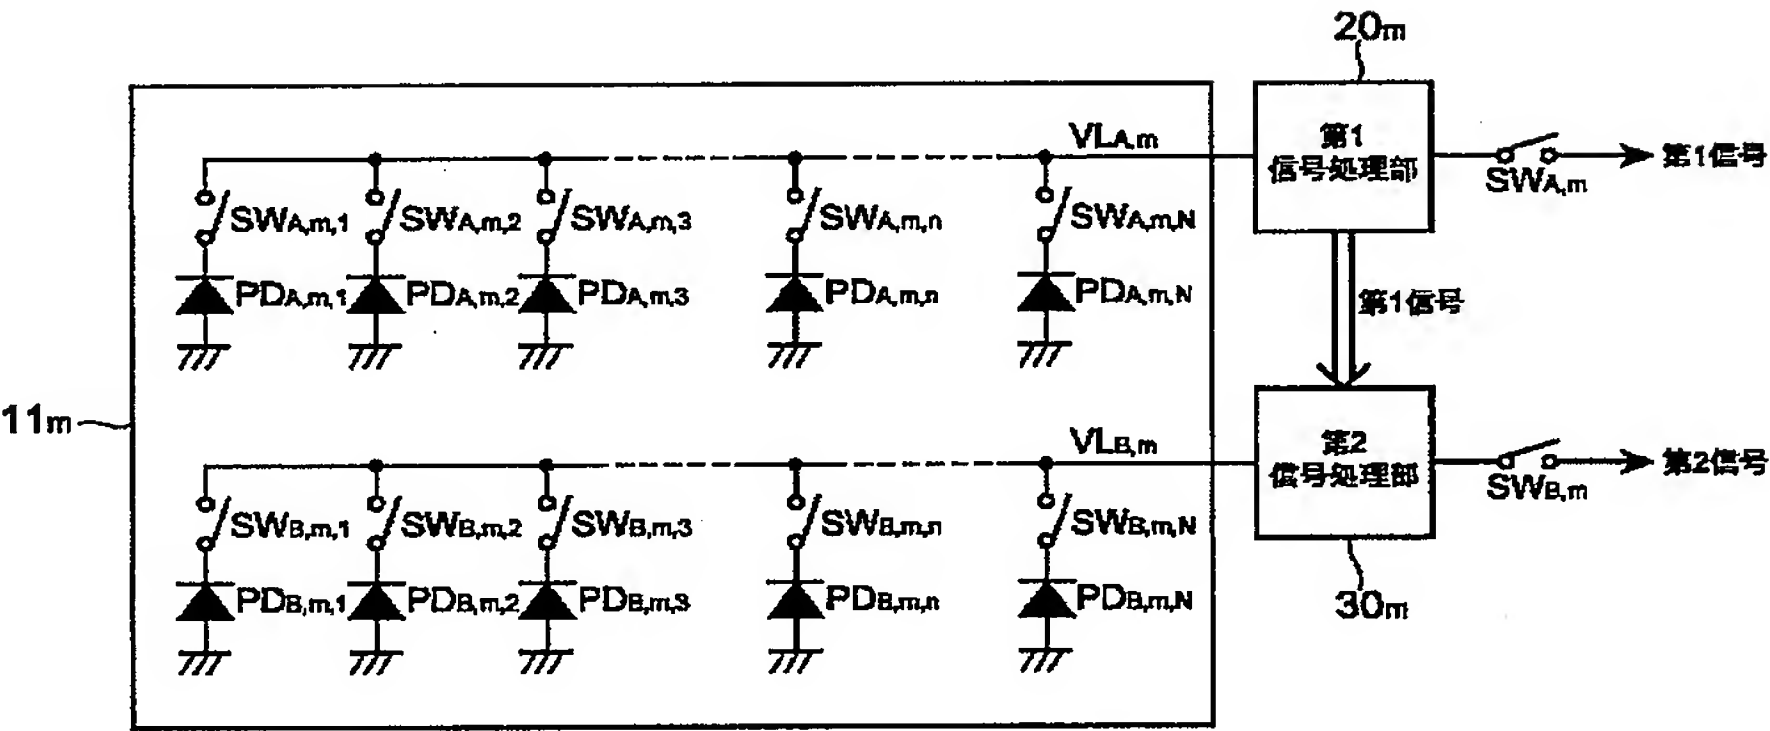 20m
VLA,m
第1
信号処理部
第1信号
SWA,m
SWA,m,1
SWA,m,2
SWA,m,3
SWA,m,n
SWA,m,N
PDA,m,1
PDA,m,2
PDA,m,3
PDA,m,n
PDA,m,N
第1信号
11m
VLB,m
第2
信号処理部
第2信号
SWB,m
SWB,m,1
SWB,m,2
SWB,m,3
SWB,m,n
SWB,m,N
PDB,m,1
PDB,m,2
PDB,m,3
PDB,m,n
PDB,m,N
30m